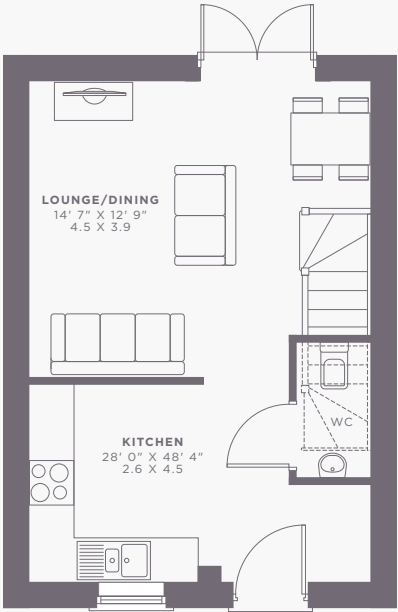 LOUNGE/DINING
14' 7" X 12' 9"
4.5 X 3.9
WC
KITCHEN
28' 0" X 48' 4"
2.6 X 4.5